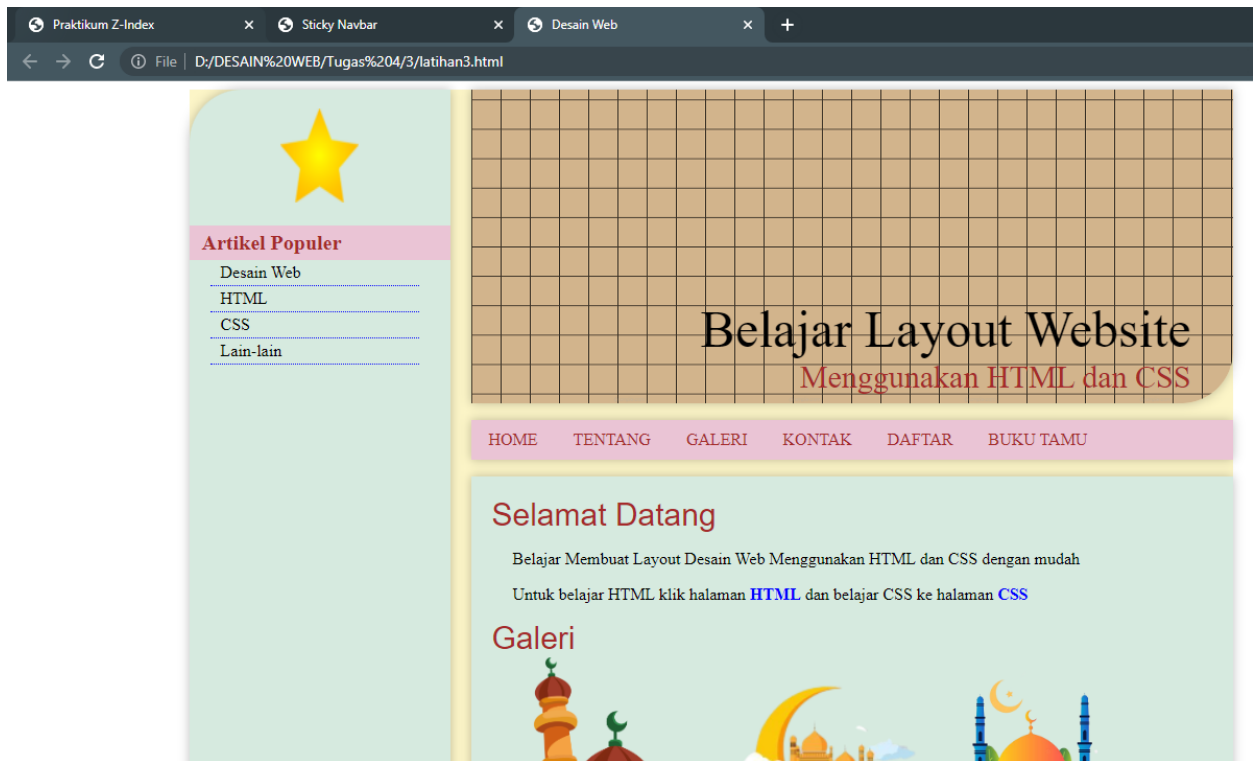 Praktikum Z-Index
Sticky Navbar
Desain Web
File | D:/DESAIN%20WEB/Tugas%204/3/latihan3.html
Artikel Populer
Desain Web
HTML
CSS
Lain-lain
Belajar Layout Website
Menggunakan HTML dan CSS
HOME TENTANG GALERI KONTAK DAFTAR BUKU TAMU
Selamat Datang
Belajar Membuat Layout Desain Web Menggunakan HTML dan CSS dengan mudah
Untuk belajar HTML klik halaman HTML dan belajar CSS ke halaman CSS
Galeri